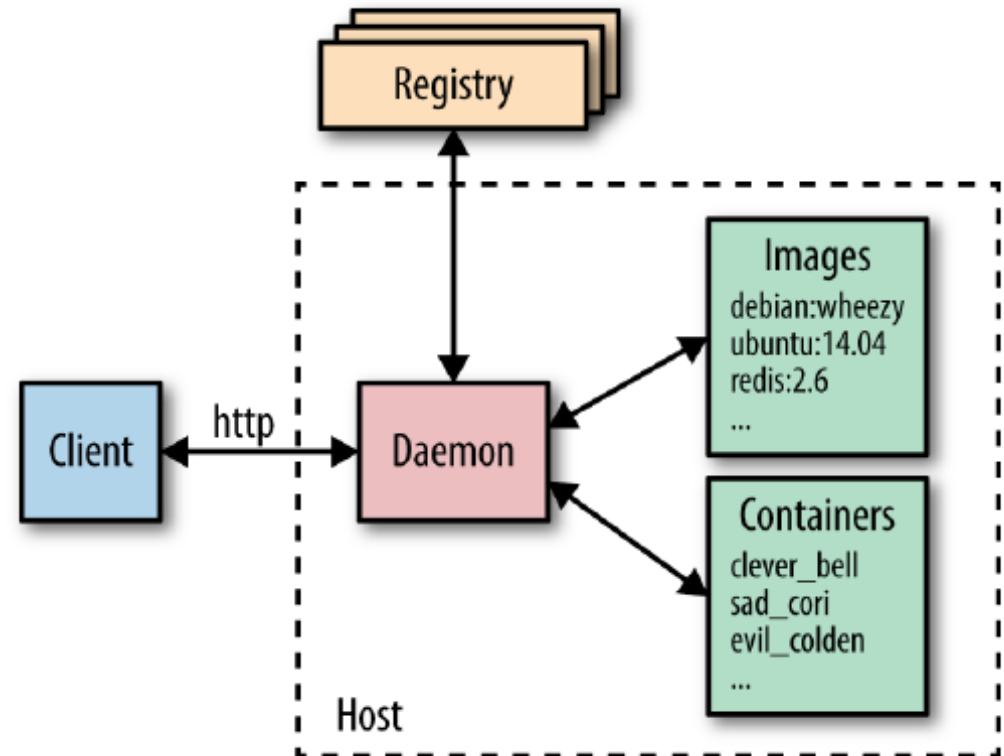 Registry
Images
debian:wheezy
ubuntu:14.04
redis:2.6
...
Client
http
Daemon
Containers
clever_bell
sad_cori
evil_colden
...
Host